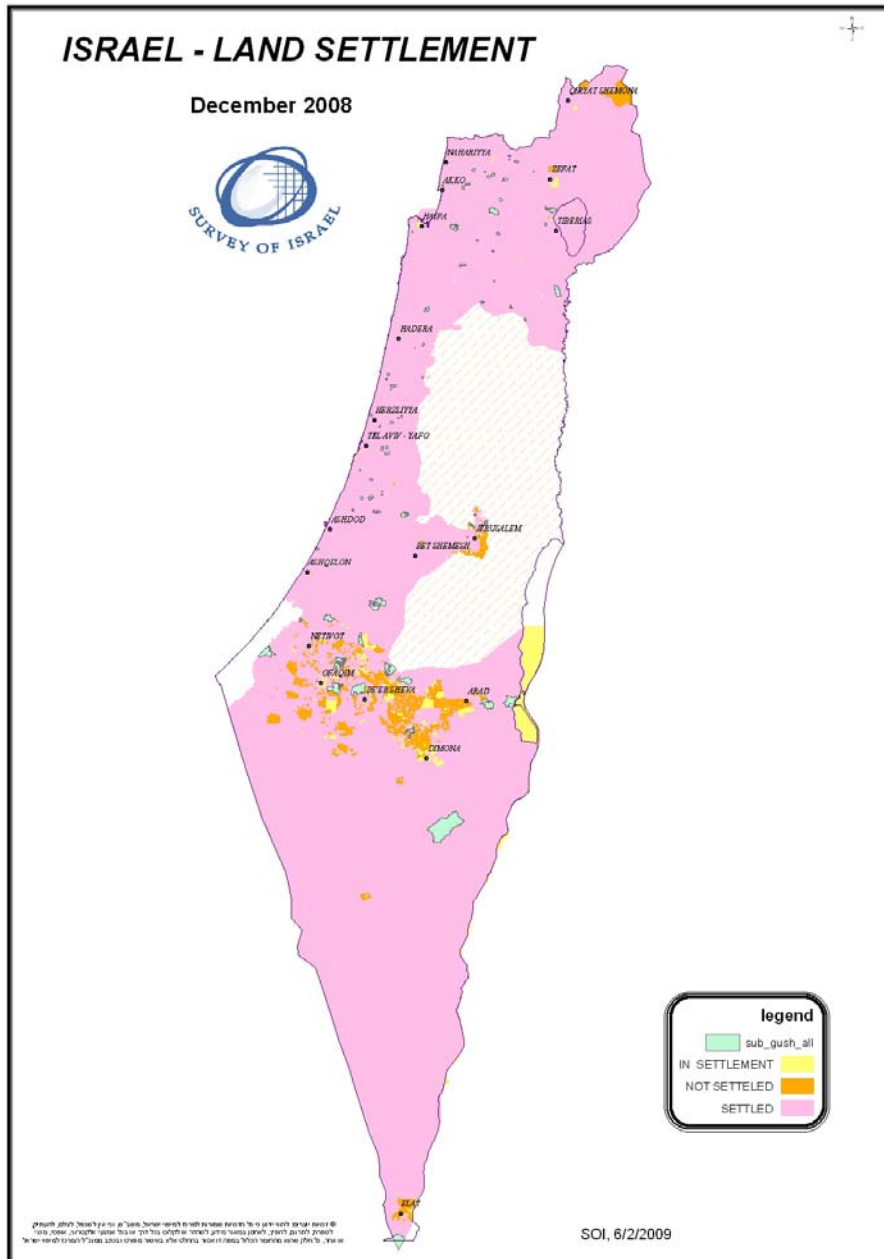 ISRAEL - LAND SETTLEMENT
December 2008
SURVEY OF ISRAEL
QIRYAT SHEMONA
NAHARIYYA
ZEFAT
AKKO
HAIFA
TIBERIAS
HADERA
HERZLIYYA
TEL AVIV - YAFO
ASHDOD
JERUSALEM
BET SHEMESH
ASHQELON
NETIVOT
OFAQIM
BE'ER SHEVA
ARAD
DIMONA
ELAT
legend
sub_gush_all
IN SETTLEMENT
NOT SETTELED
SETTLED
SOI, 6/2/2009